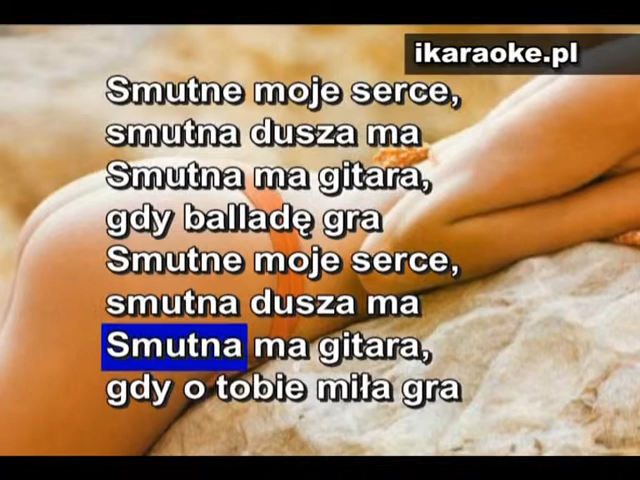 ikaraoke.pl
Smutne moje serce,
smutna dusza ma
Smutna ma gitara,
gdy balladę gra
Smutne moje serce,
smutna dusza ma
Smutna ma gitara,
gdy o tobie miła gra